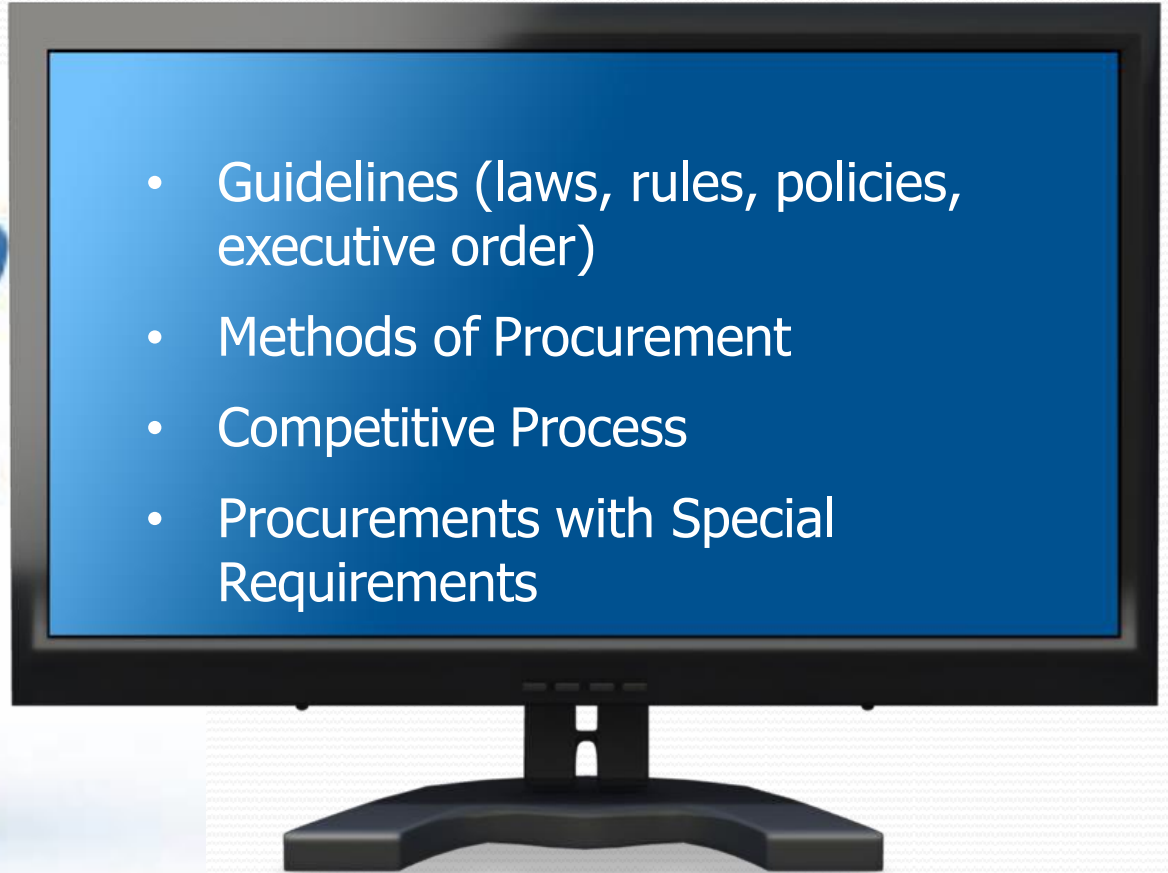 • Guidelines (laws, rules, policies,
executive order)
• Methods of Procurement
• Competitive Process
• Procurements with Special
Requirements